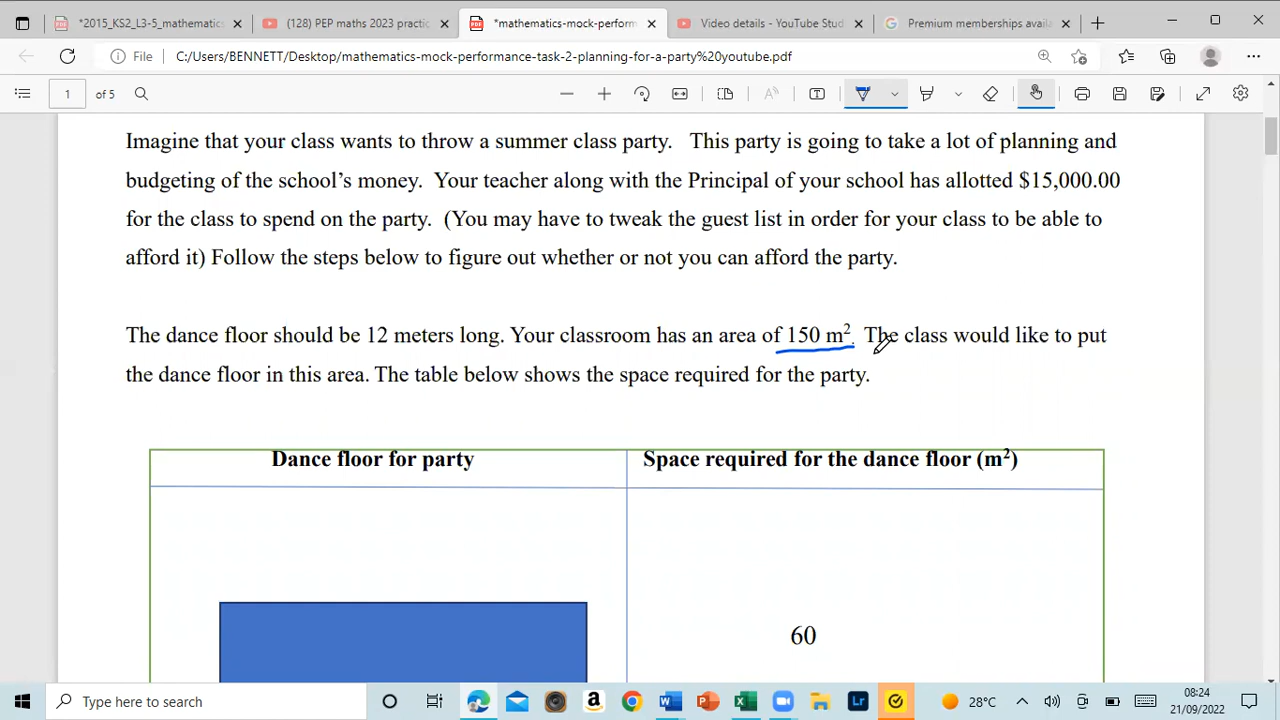 *2015_KS2_L3-5_mathematics
(128) PEP maths 2023 practic
*mathematics-mock-perform
Video details - YouTube Stud
Premium memberships avail
File
C:/Users/BENNETT/Desktop/mathematics-mock-performance-task-2-planning-for-a-party%20youtube.pdf
1 of 5
Imagine that your class wants to throw a summer class party. This party is going to take a lot of planning and
budgeting of the school’s money. Your teacher along with the Principal of your school has allotted $15,000.00
for the class to spend on the party. (You may have to tweak the guest list in order for your class to be able to
afford it) Follow the steps below to figure out whether or not you can afford the party.
The dance floor should be 12 meters long. Your classroom has an area of 150 m². The class would like to put
the dance floor in this area. The table below shows the space required for the party.
Dance floor for party
Space required for the dance floor (m²)
60
Type here to search
28°C
08:24
21/09/2022